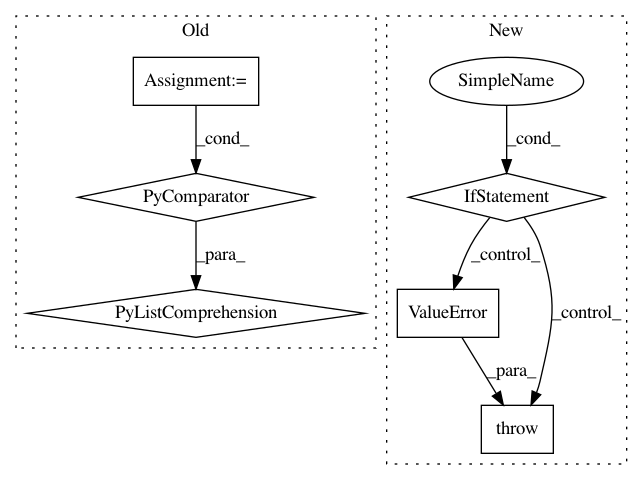 Old
New
Assignment:=
SimpleName
_cond_
_cond_
PyComparator
IfStatement
_para_
_control_
PyListComprehension
ValueError
_control_
_para_
throw